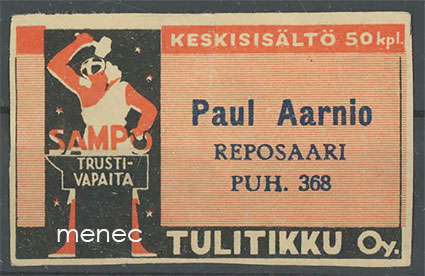 KESKISISÄLTÖ 50 kpl.
SAMPO
TRUSTI-
VAPAITA
Paul Aarnio
REPOSAARI
PUH. 368
menec
TULITIKKU Oy.